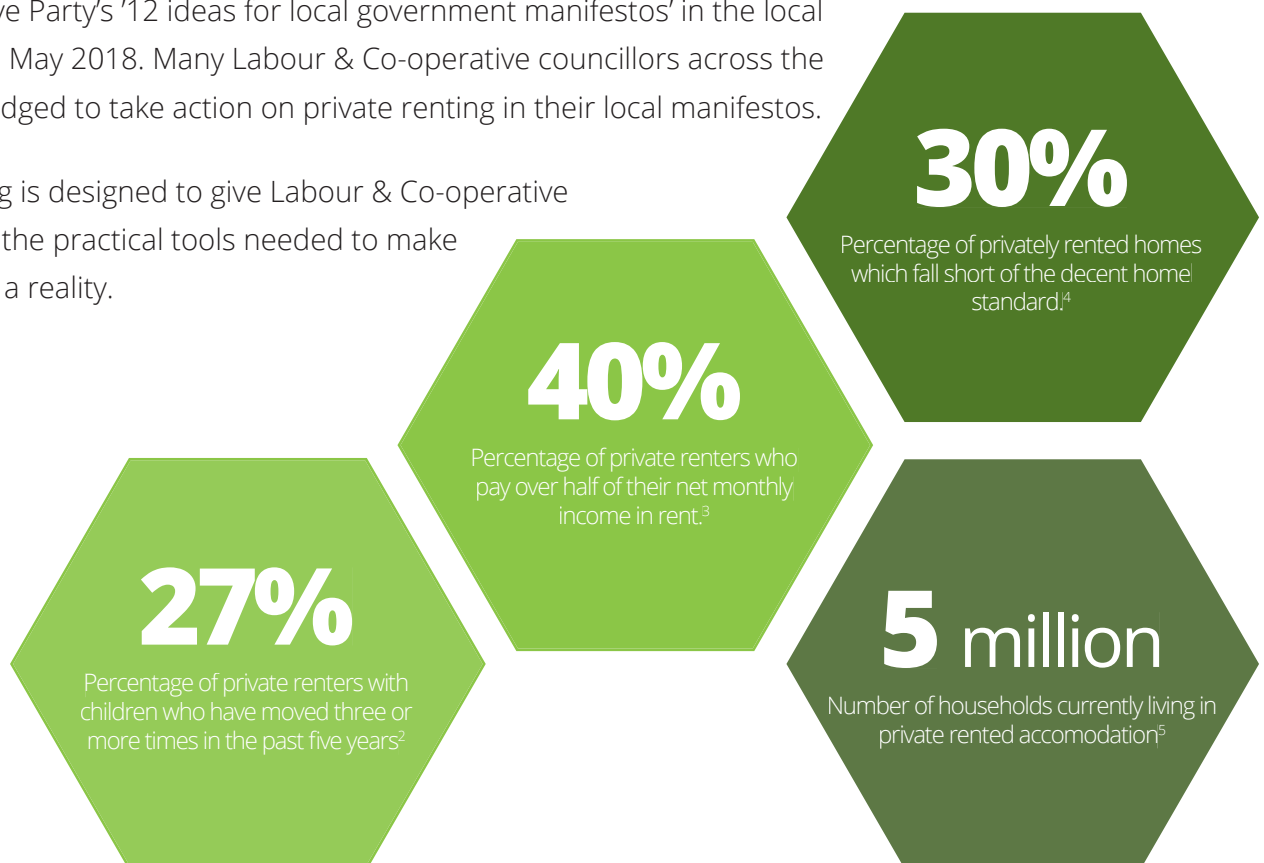 ve Party's '12 ideas for local government manifestos' in the local
May 2018. Many Labour & Co-operative councillors across the
dged to take action on private renting in their local manifestos.
g is designed to give Labour & Co-operative
the practical tools needed to make
a reality.
30%
Percentage of privately rented homes
which fall short of the decent home
standard.4
40%
Percentage of private renters who
pay over half of their net monthly
income in rent.3
27%
Percentage of private renters with
children who have moved three or
more times in the past five years2
5 million
Number of households currently living in
private rented accomodation5